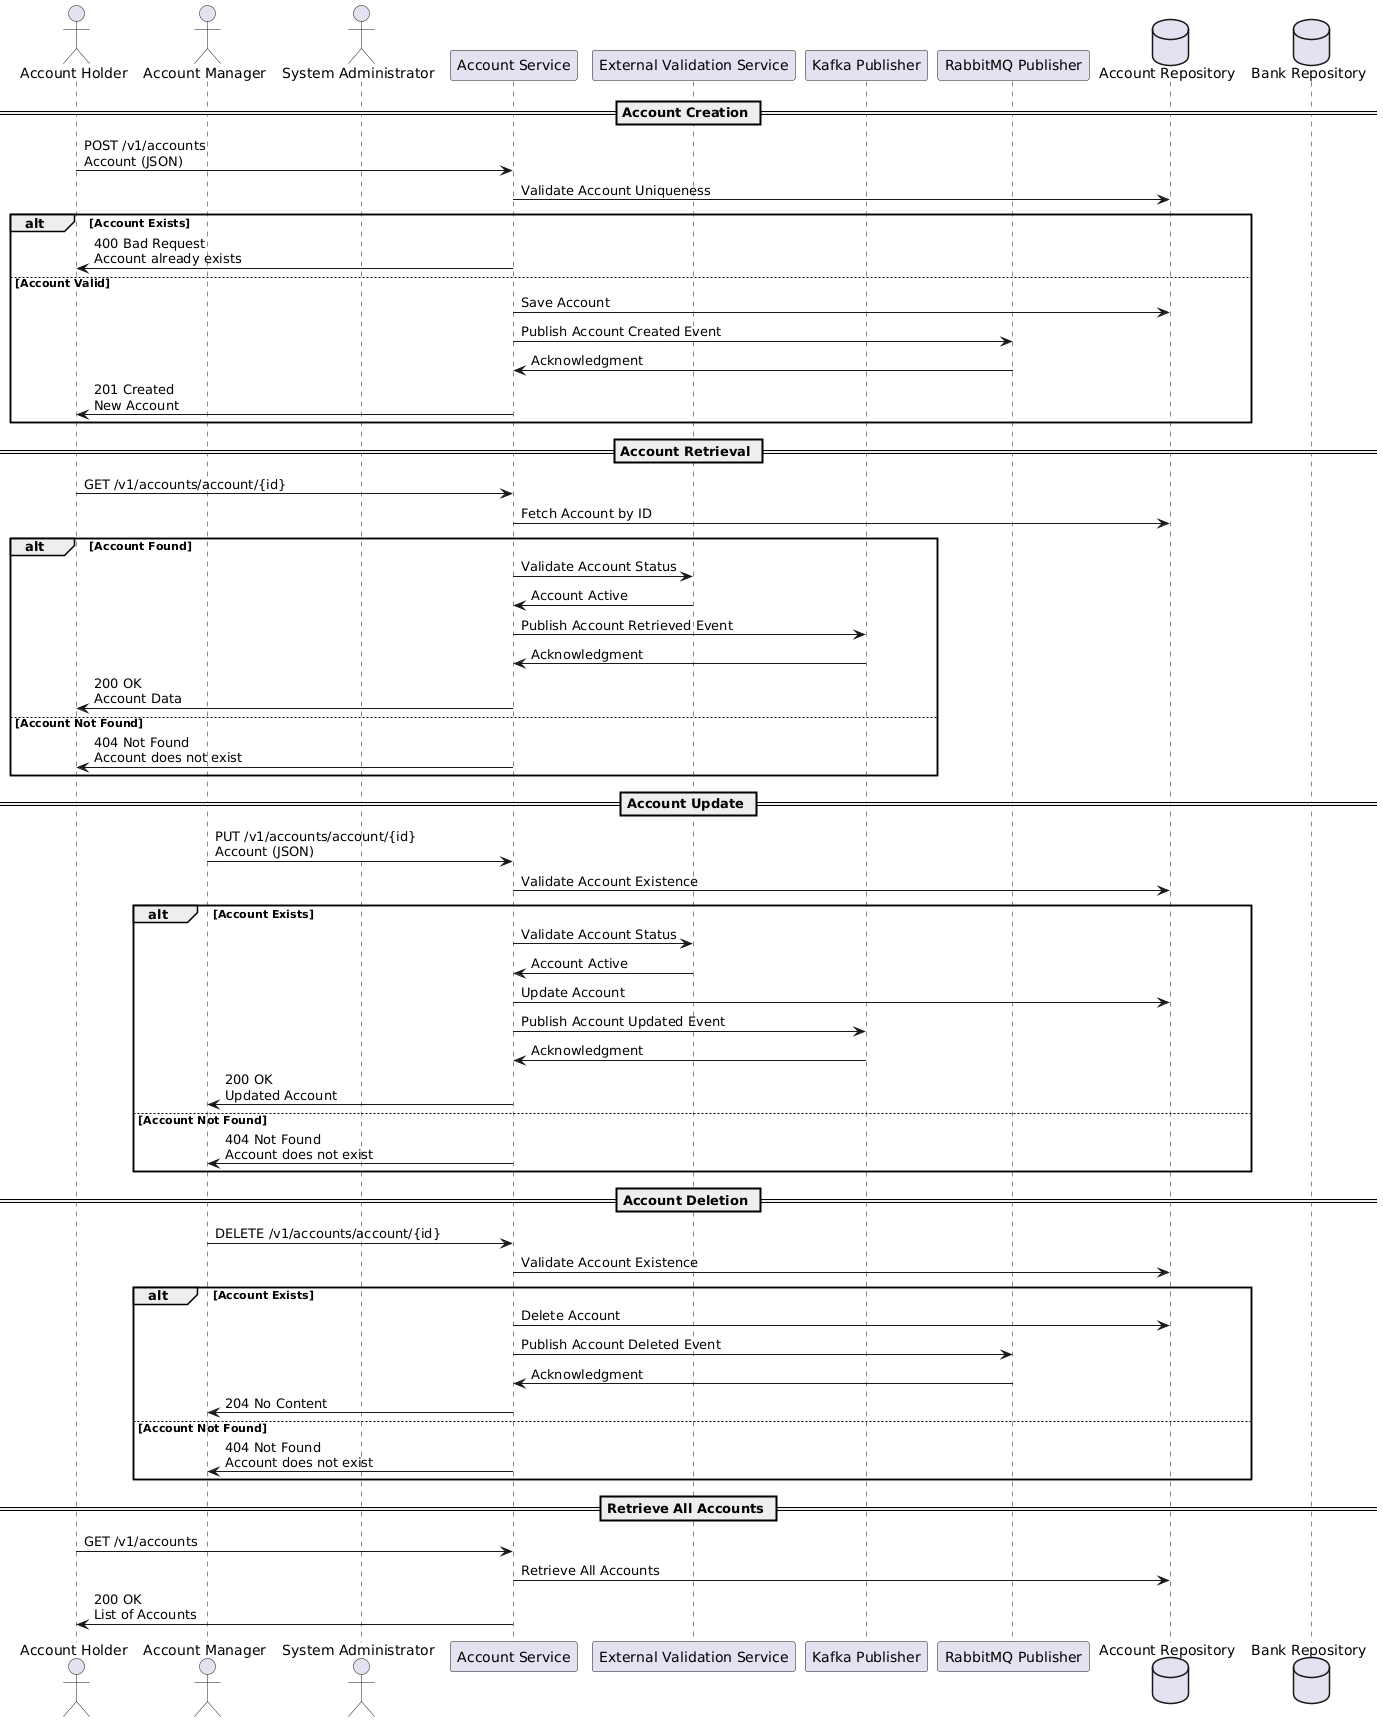 Account Holder
Account Manager
System Administrator
Account Service
External Validation Service
Kafka Publisher
RabbitMQ Publisher
Account Repository
Bank Repository
Account Creation
POST /v1/accounts
Account (JSON)
Validate Account Uniqueness
alt
[Account Exists]
400 Bad Request
Account already exists
[Account Valid]
Save Account
Publish Account Created Event
Acknowledgment
201 Created
New Account
Account Retrieval
GET /v1/accounts/account/{id}
Fetch Account by ID
alt
[Account Found]
Validate Account Status
Account Active
Publish Account Retrieved Event
Acknowledgment
200 OK
Account Data
[Account Not Found]
404 Not Found
Account does not exist
Account Update
PUT /v1/accounts/account/{id}
Account (JSON)
Validate Account Existence
alt
[Account Exists]
Validate Account Status
Account Active
Update Account
Publish Account Updated Event
Acknowledgment
200 OK
Updated Account
[Account Not Found]
404 Not Found
Account does not exist
Account Deletion
DELETE /v1/accounts/account/{id}
Validate Account Existence
alt
[Account Exists]
Delete Account
Publish Account Deleted Event
Acknowledgment
204 No Content
[Account Not Found]
404 Not Found
Account does not exist
Retrieve All Accounts
GET /v1/accounts
Retrieve All Accounts
200 OK
List of Accounts
Account Holder
Account Manager
System Administrator
Account Service
External Validation Service
Kafka Publisher
RabbitMQ Publisher
Account Repository
Bank Repository